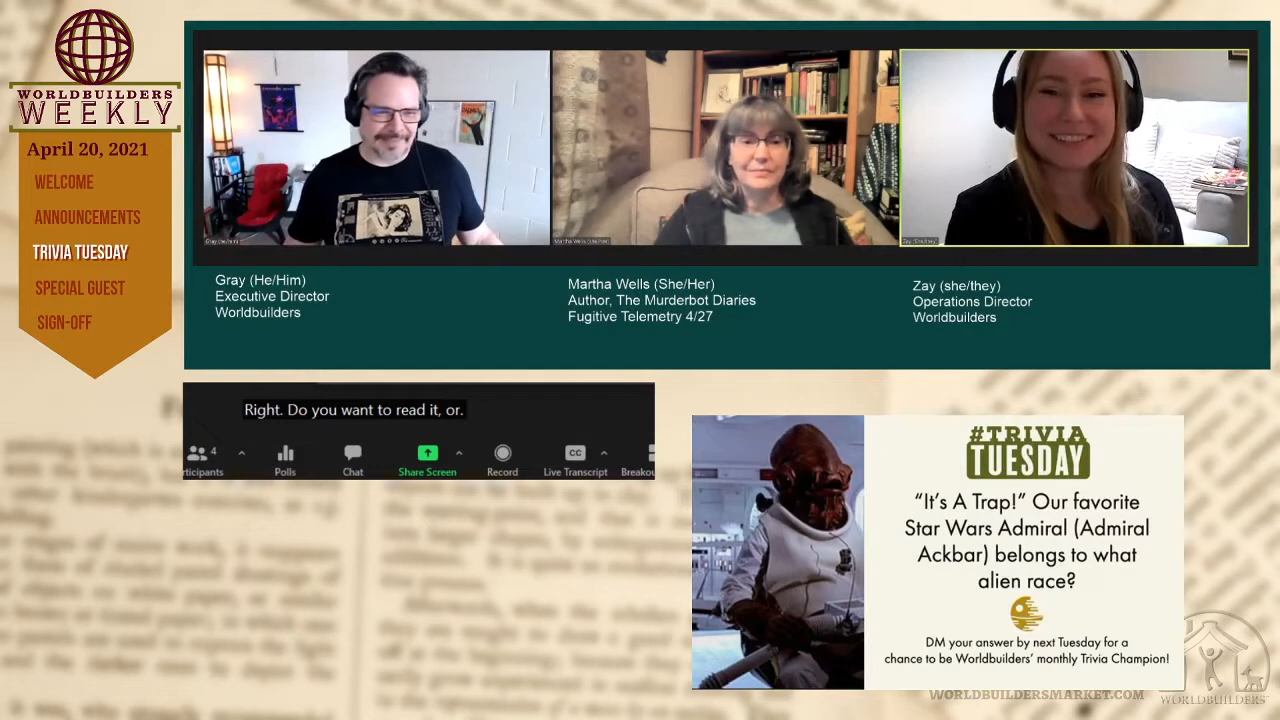 WORLDBUILDERS
WEEKLY
April 20, 2021
WELCOME
ANNOUNCEMENTS
TRIVIA TUESDAY
SPECIAL GUEST
SIGN-OFF
Gray (He/Him)
Executive Director
Worldbuilders
Martha Wells (She/Her)
Author, The Murderbot Diaries
Fugitive Telemetry 4/27
Zay (she/they)
Operations Director
Worldbuilders
Right. Do you want to read it, or.
4
rticipants
Polls
Chat
Share Screen
Record
CC
Live Transcript
Breakou
#TRIVIA
TUESDAY
“It’s A Trap!” Our favorite
Star Wars Admiral (Admiral
Ackbar) belongs to what
alien race?
DM your answer by next Tuesday for a
chance to be Worldbuilders’ monthly Trivia Champion!
WORLDBUILDERSMARKET.COM
WORLDBUILDERS